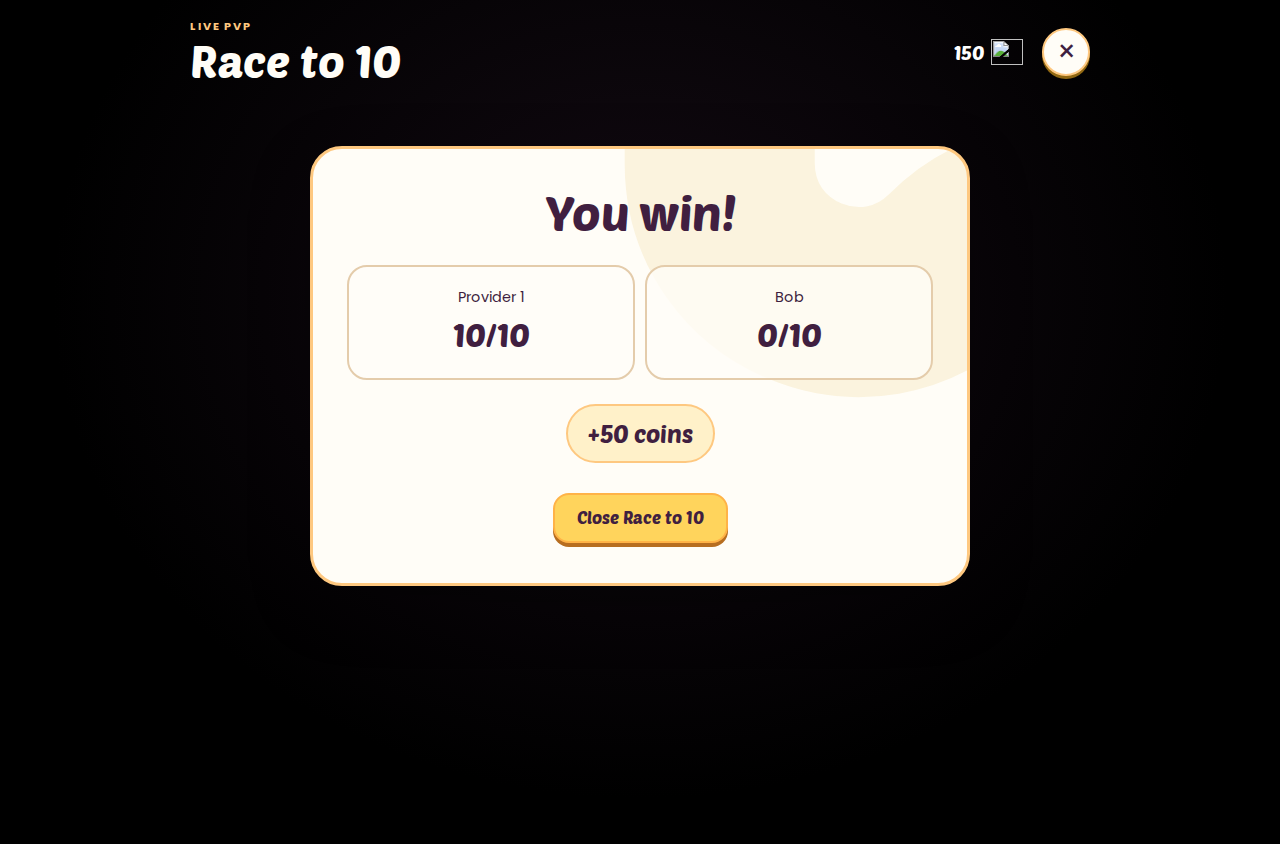 LIVE PVP
Race to 10
150
×
You win!
Provider 1
10/10
Bob
0/10
+50 coins
Close Race to 10